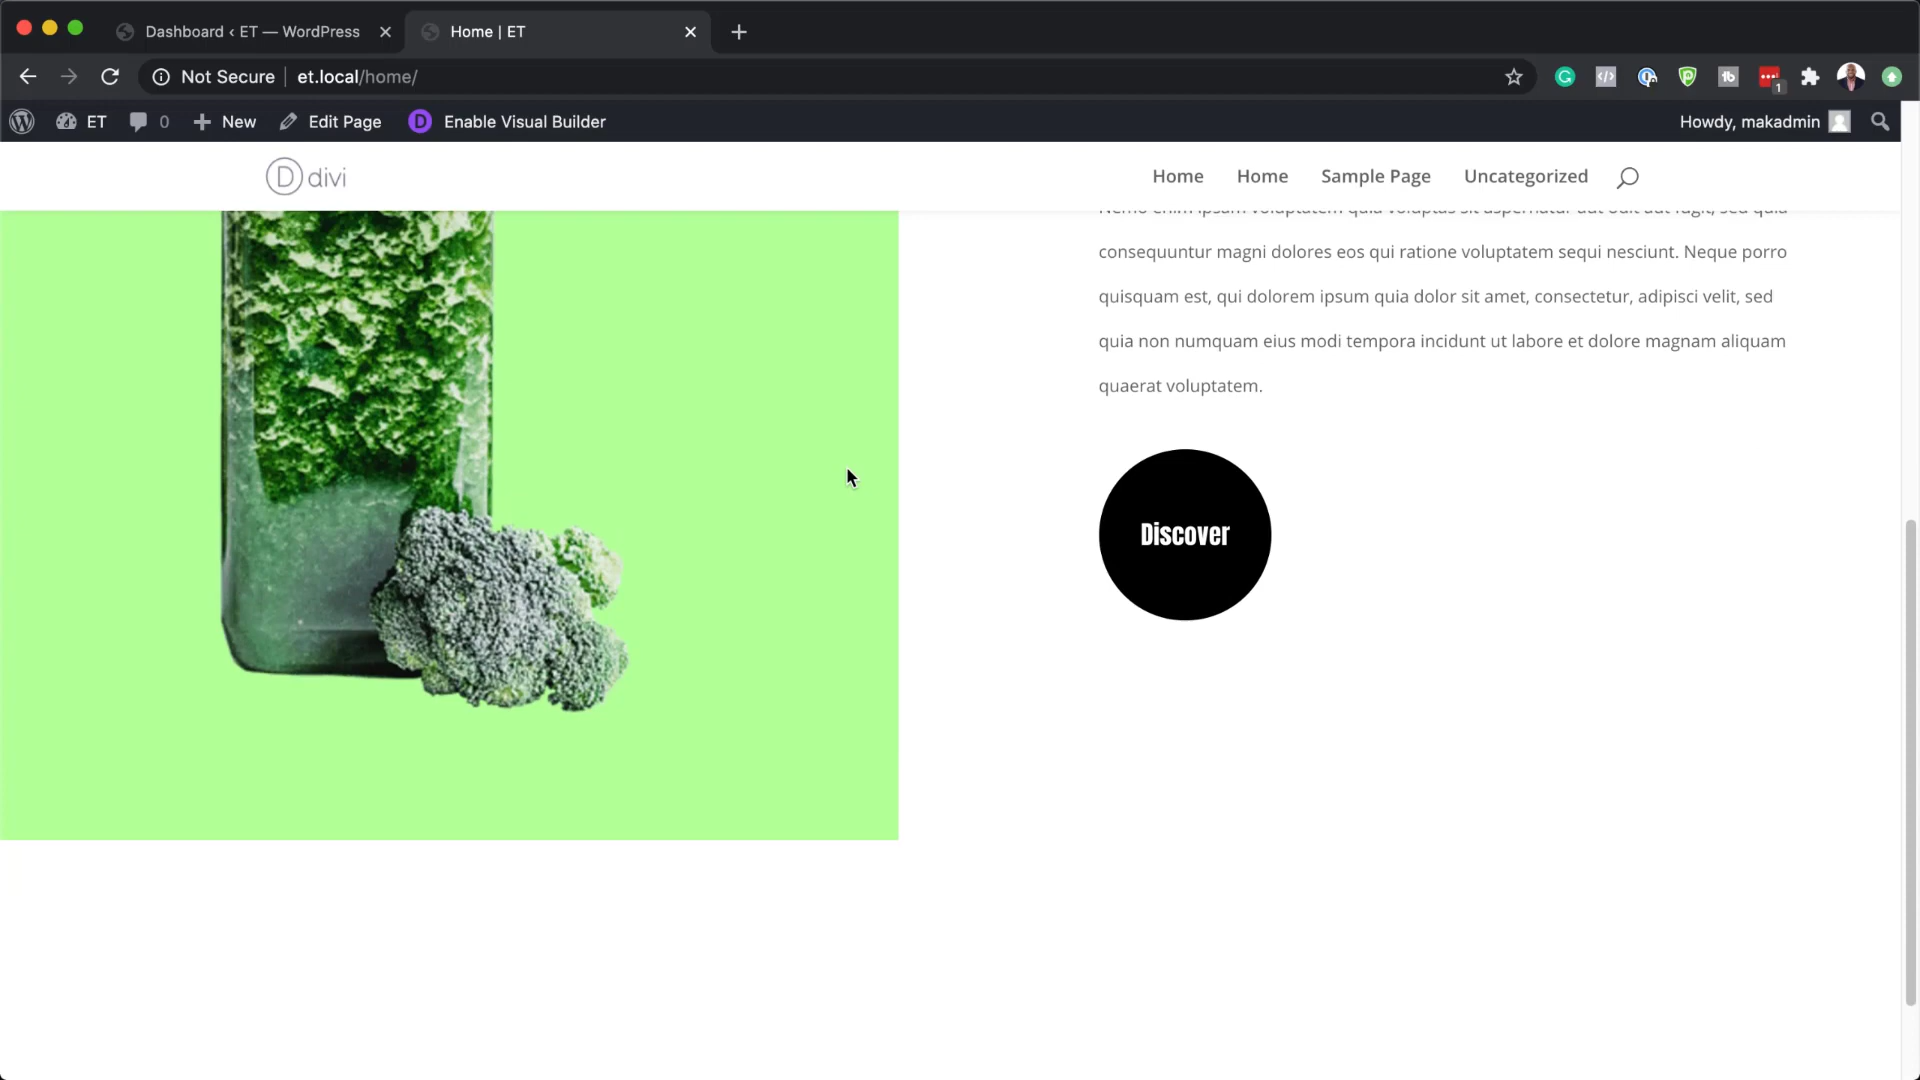 Dashboard ‹ ET — WordPress
Home | ET
Not Secure
et.local/home/
1
ET
0
New
Edit Page
Enable Visual Builder
Howdy, makadmin
D divi
Home
Home
Sample Page
Uncategorized
Nemo enim ipsam voluptatem quia voluptas sit aspernatur aut odit aut fugit, sed quia
consequuntur magni dolores eos qui ratione voluptatem sequi nesciunt. Neque porro
quisquam est, qui dolorem ipsum quia dolor sit amet, consectetur, adipisci velit, sed
quia non numquam eius modi tempora incidunt ut labore et dolore magnam aliquam
quaerat voluptatem.
Discover